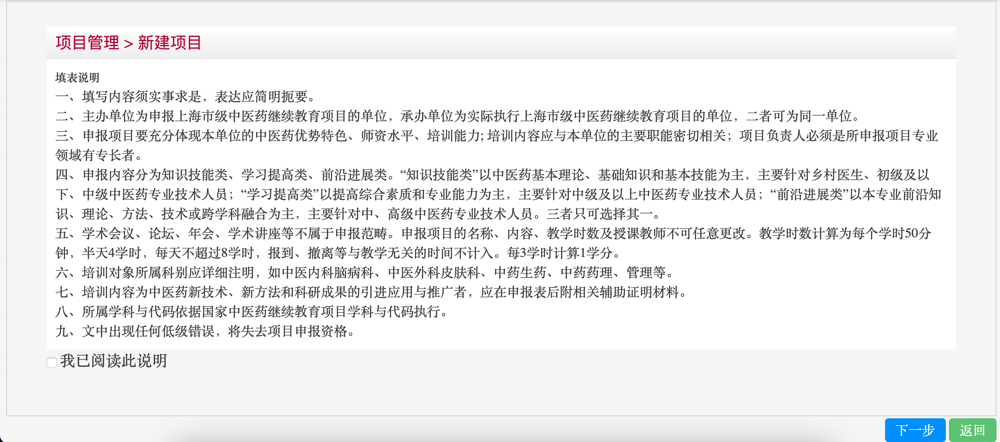 项目管理 > 新建项目
填表说明
一、填写内容须实事求是，表达应简明扼要。
二、主办单位为申报上海市级中医药继续教育项目的单位，承办单位为实际执行上海市级中医药继续教育项目的单位，二者可为同一单位。
三、申报项目要充分体现本单位的中医药优势特色、师资水平、培训能力; 培训内容应与本单位的主要职能密切相关；项目负责人必须是所申报项目专业
领域有专长者。
四、申报内容分为知识技能类、学习提高类、前沿进展类。“知识技能类”以中医药基本理论、基础知识和基本技能为主，主要针对乡村医生、初级及以
下、中级中医药专业技术人员；“学习提高类”以提高综合素质和专业能力为主，主要针对中级及以上中医药专业技术人员；“前沿进展类”以本专业前沿知
识、理论、方法、技术或跨学科融合为主，主要针对中、高级中医药专业技术人员。三者只可选择其一。
五、学术会议、论坛、年会、学术讲座等不属于申报范畴。申报项目的名称、内容、教学时数及授课教师不可任意更改。教学时数计算为每个学时50分
钟，半天4学时，每天不超过8学时，报到、撤离等与教学无关的时间不计入。每3学时计算1学分。
六、培训对象所属科别应详细注明，如中医内科脑病科、中医外科皮肤科、中药生药、中药药理、管理等。
七、培训内容为中医药新技术、新方法和科研成果的引进应用与推广者，应在申报表后附相关辅助证明材料。
八、所属学科与代码依据国家中医药继续教育项目学科与代码执行。
九、文中出现任何低级错误，将失去项目申报资格。
我已阅读此说明
下一步 返回